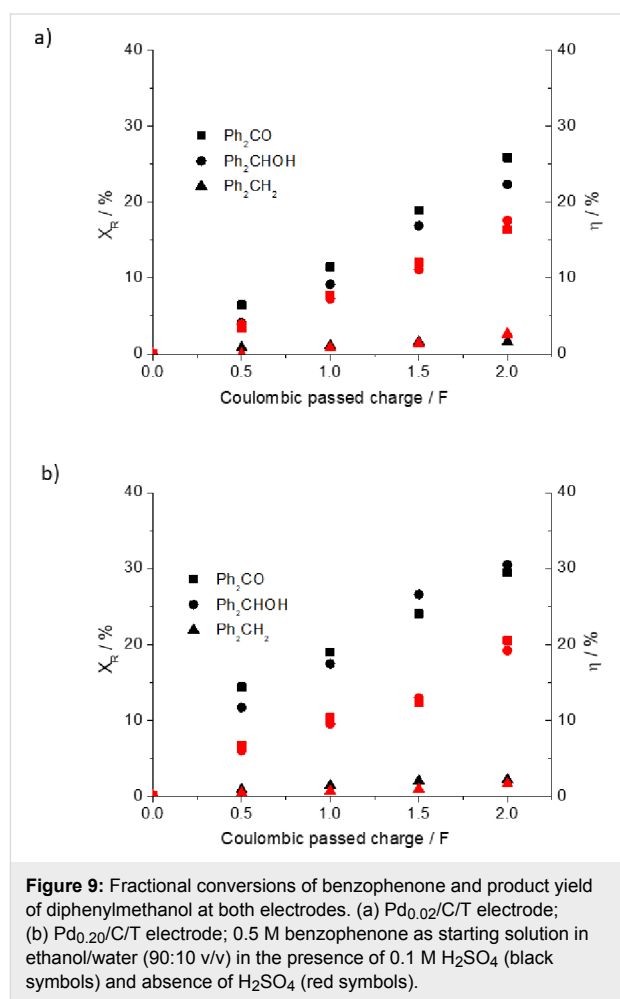 a)
40 40
30 30
20 20
10 10
0 0
X_R / %
η / %
Ph₂CO
Ph₂CHOH
Ph₂CH₂
0.0 0.5 1.0 1.5 2.0
Coulombic passed charge / F
b)
40 40
30 30
20 20
10 10
0 0
X_R / %
η / %
Ph₂CO
Ph₂CHOH
Ph₂CH₂
0.0 0.5 1.0 1.5 2.0
Coulombic passed charge / F
Figure 9: Fractional conversions of benzophenone and product yield
of diphenylmethanol at both electrodes. (a) Pd₀.₀₂/C/T electrode;
(b) Pd₀.₂₀/C/T electrode; 0.5 M benzophenone as starting solution in
ethanol/water (90:10 v/v) in the presence of 0.1 M H₂SO₄ (black
symbols) and absence of H₂SO₄ (red symbols).